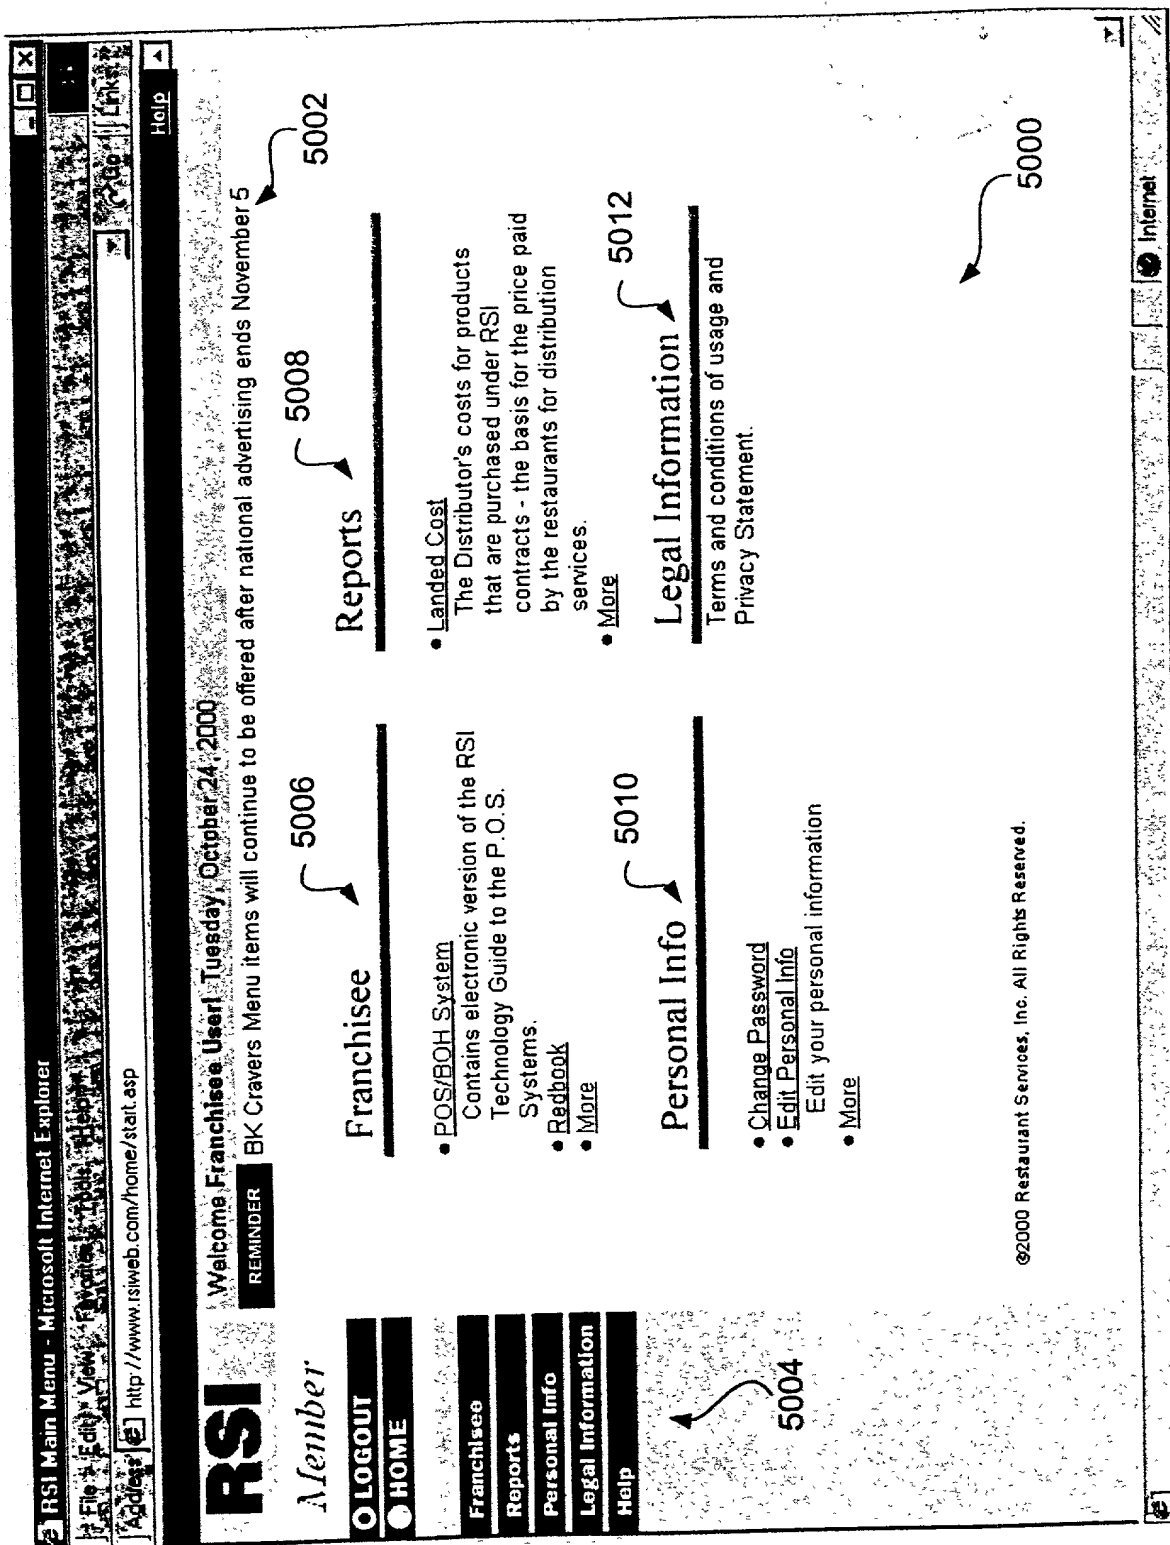 RSI Main Menu - Microsoft Internet Explorer
File Edit View Favorites Tools Help
Address http://www.rsiweb.com/home/start.asp Go Links
Help
RSI
Welcome Franchisee User! Tuesday, October 24, 2000
REMINDER BK Cravers Menu items will continue to be offered after national advertising ends November 5
5002
Member
LOGOUT
HOME
Franchisee
Reports
Personal Info
Legal Information
Help
5004
Franchisee
5006
• POS/BOH System
Contains electronic version of the RSI
Technology Guide to the P.O.S.
Systems.
• Redbook
• More
Reports
5008
• Landed Cost
The Distributor's costs for products
that are purchased under RSI
contracts - the basis for the price paid
by the restaurants for distribution
services.
• More
Personal Info
5010
• Change Password
• Edit Personal Info
Edit your personal information
• More
Legal Information
5012
Terms and conditions of usage and
Privacy Statement.
5000
©2000 Restaurant Services, Inc. All Rights Reserved.
Internet